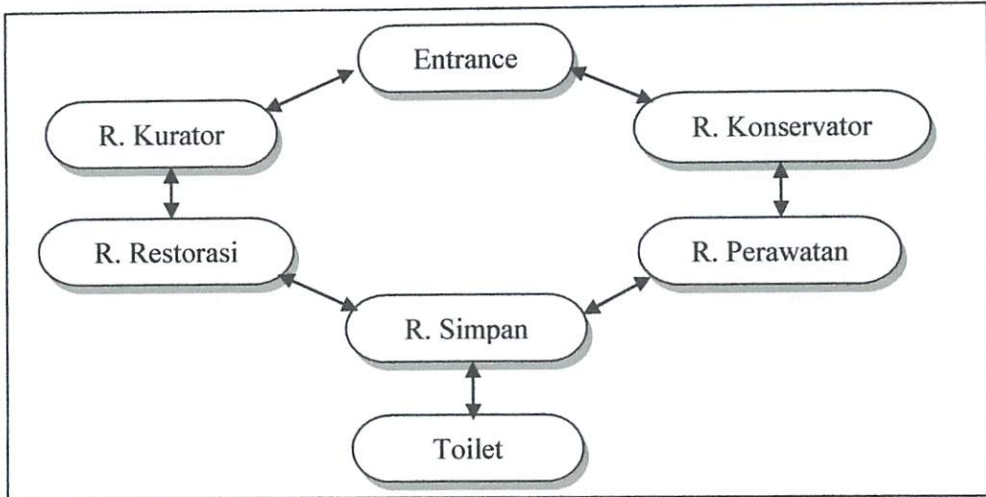 Entrance
R. Kurator
R. Konservator
R. Restorasi
R. Perawatan
R. Simpan
Toilet